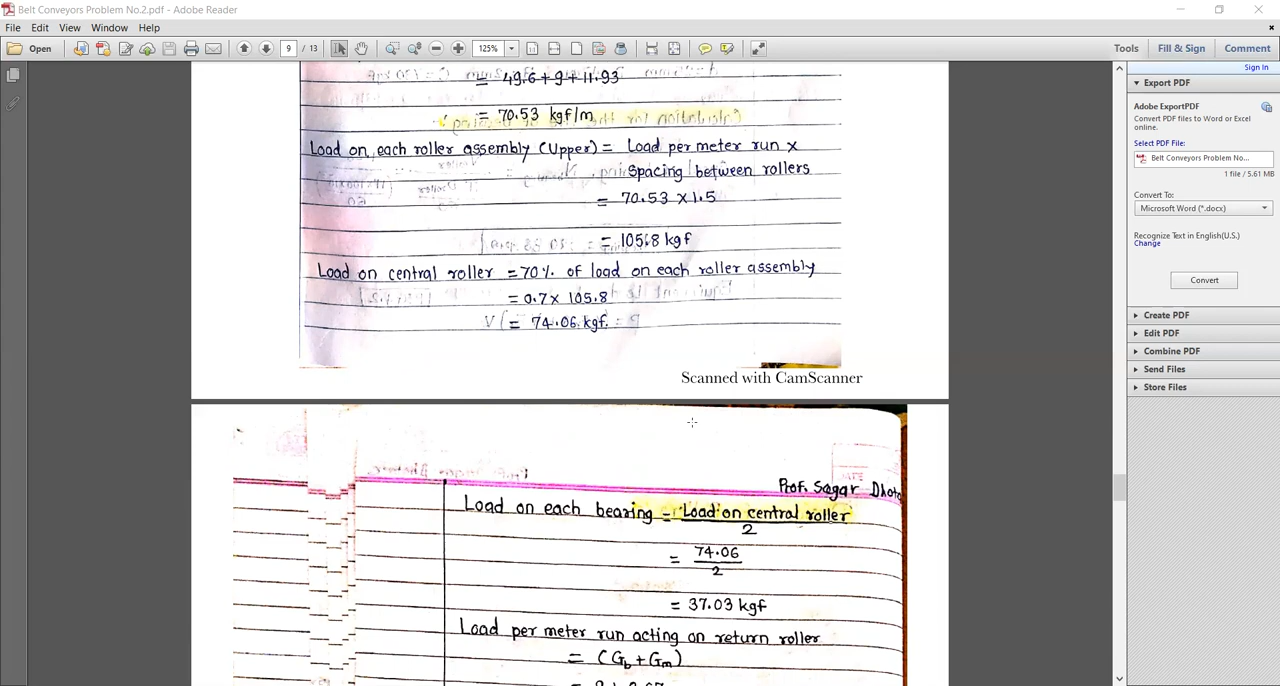 Belt Conveyors Problem No.2.pdf - Adobe Reader
File Edit View Window Help
Open 9 / 13 125% Tools Fill & Sign Comment
Sign In
= 49.6 + 9 + 11.93
= 70.53 kgf/m
Load on each roller assembly (Upper) = Load per meter run x
Spacing between rollers
= 70.53 x 1.5
= 105.8 kgf
Load on central roller = 70% of load on each roller assembly
= 0.7 x 105.8
= 74.06 kgf.
Scanned with CamScanner
Prof. Sagar
Load on each bearing = Load on central roller
2
= 74.06
2
= 37.03 kgf
Load per meter run acting on return roller
= (Gb + Gm)
Export PDF
Adobe ExportPDF
Convert PDF files to Word or Excel
online.
Select PDF File:
Belt Conveyors Problem No...
1 file / 5.61 MB
Convert To:
Microsoft Word (*.docx)
Recognize Text in English(U.S.)
Change
Convert
Create PDF
Edit PDF
Combine PDF
Send Files
Store Files